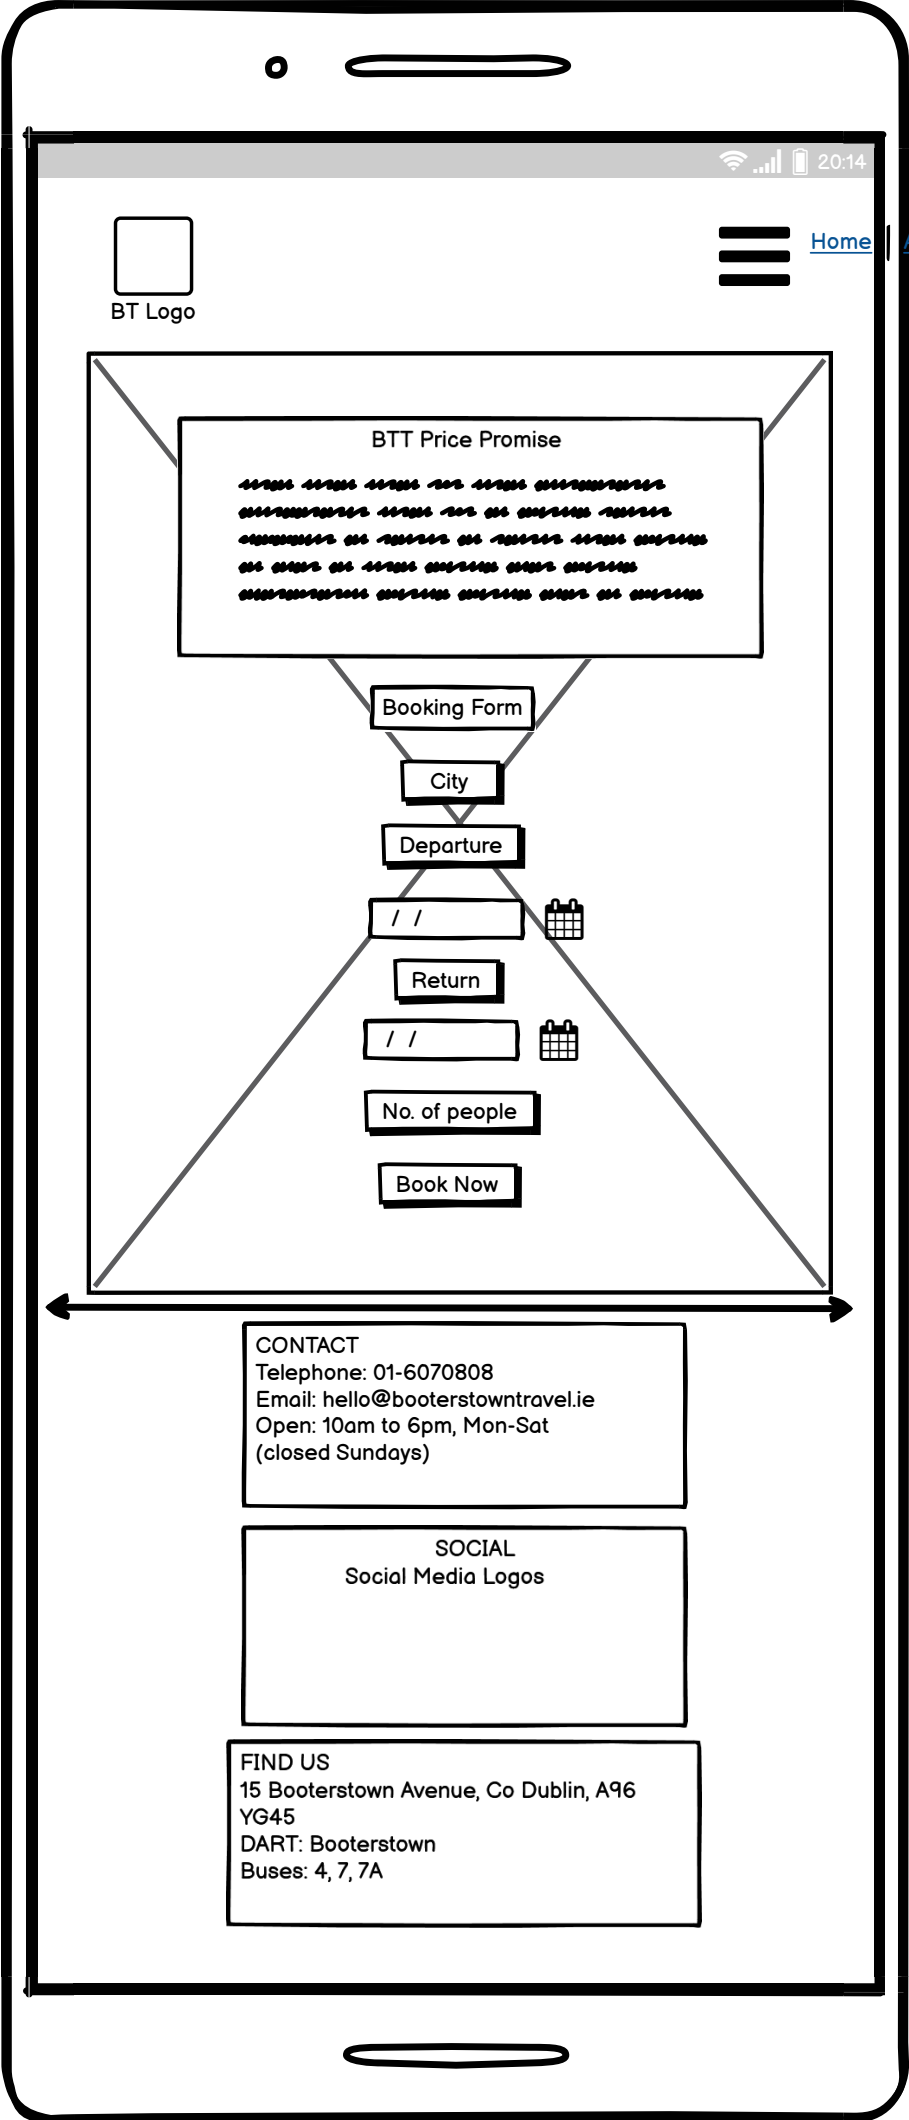 20:14
Home |
BT Logo
BTT Price Promise
Booking Form
City
Departure
/ /
Return
/ /
No. of people
Book Now
CONTACT
Telephone: 01-6070808
Email: hello@booterstowntravel.ie
Open: 10am to 6pm, Mon-Sat
(closed Sundays)
SOCIAL
Social Media Logos
FIND US
15 Booterstown Avenue, Co Dublin, A96
YG45
DART: Booterstown
Buses: 4, 7, 7A